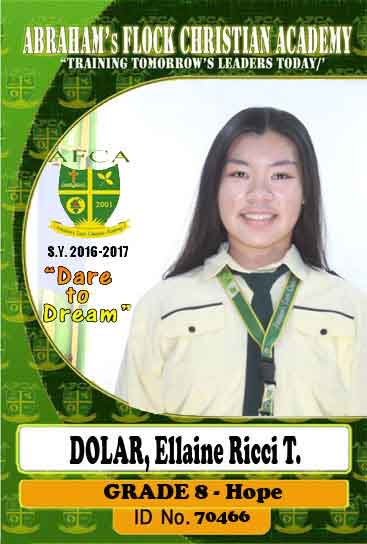 ABRAHAM's FLOCK CHRISTIAN ACADEMY
"TRAINING TOMORROW'S LEADERS TODAY!'
AFCA
2001
S.Y. 2016-2017
"Dare
to
Dream"
DOLAR, Ellaine Ricci T.
GRADE 8 - Hope
ID No. 70466